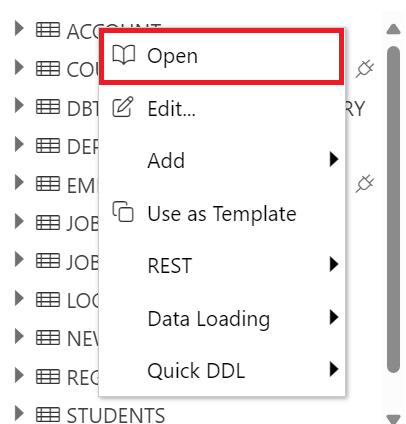 ACCOUNT
COU
DBT RY
DEP
EM
JOB
JOB
LOC
NEW
REG
STUDENTS
Open
Edit...
Add
Use as Template
REST
Data Loading
Quick DDL